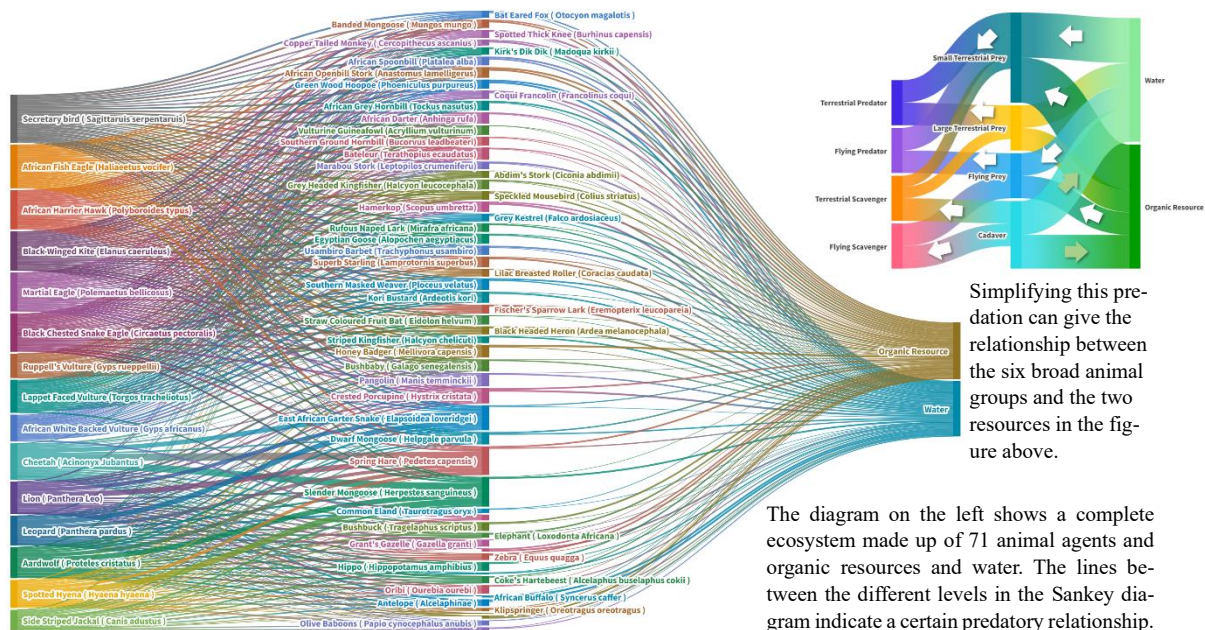 Secretary bird ( Sagittaruis serpentaruis)
African Fish Eagle (Haliaeetus vocifer)
African Harrier Hawk (Polyboroides typus)
Black-Winged Kite (Elanus caeruleus)
Martial Eagle (Polemaetus bellicosus)
Black Chested Snake Eagle (Circaetus pectoralis)
Ruppell's Vulture (Gyps rueppellii)
Lappet Faced Vulture (Torgos tracheliotus)
African White Backed Vulture (Gyps africanus)
Cheetah ( Acinonyx Jubantus )
Lion (Panthera Leo)
Leopard (Panthera pardus )
Aardwolf ( Proteles cristatus )
Spotted Hyena ( Hyaena hyaena )
Side Striped Jackal ( Canis adustus )
Bat Eared Fox ( Otocyon magalotis )
Banded Mongoose ( Mungos mungo )
Spotted Thick Knee (Burhinus capensis)
Copper Tailed Monkey ( Cercopithecus ascanius )
Kirk's Dik Dik ( Madoqua kirkii )
African Spoonbill (Platalea alba)
African Openbill Stork (Anastomus lamelligerus)
Green Wood Hoopoe (Phoeniculus purpureus)
Coqui Francolin (Francolinus coqui)
African Grey Hornbill (Tockus nasutus)
African Darter (Anhinga rufa)
Vulturine Guineafowl (Acryllium vulturinum)
Southern Ground Hornbill (Bucorvus leadbeateri)
Bateleur (Terathopius ecaudatus)
Marabou Stork (Leptopilos crumeniferu)
Abdim's Stork (Ciconia abdimii)
Grey Headed Kingfisher (Halcyon leucocephala)
Speckled Mousebird (Colius striatus)
Hamerkop (Scopus umbretta)
Grey Kestrel (Falco ardosiaceus)
Rufous Naped Lark (Mirafra africana)
Egyptian Goose (Alopochen aegyptiacus)
Usambiro Barbet (Trachyphonus usambiro)
Superb Starling (Lamprotornis superbus)
Lilac Breasted Roller (Coracias caudata)
Southern Masked Weaver (Ploceus velatus)
Kori Bustard (Ardeotis kori)
Fischer's Sparrow Lark (Eremopterix leucopareia)
Straw Coloured Fruit Bat ( Eidolon helvum )
Black Headed Heron (Ardea melanocephala)
Striped Kingfisher (Halcyon chelicuti)
Honey Badger ( Mellivora capensis )
Bushbaby ( Galago senegalensis )
Pangolin ( Manis temminckii )
Crested Porcupine ( Hystrix cristata )
East African Garter Snake ( Elapsoidea loveridgei )
Dwarf Mongoose ( Helpgale parvula )
Spring Hare ( Pedetes capensis )
Slender Mongoose ( Herpestes sanguineus )
Common Eland ( Taurotragus oryx )
Bushbuck ( Tragelaphus scriptus )
Elephant ( Loxodonta Africana )
Grant's Gazelle ( Gazella granti )
Zebra ( Equus quagga )
Hippo ( Hippopotamus amphibius )
Coke's Hartebeest ( Alcelaphus buselaphus cokii )
Oribi ( Ourebia ourebi )
African Buffalo ( Syncerus caffer )
Antelope ( Alcelaphinae )
Klipspringer ( Oreotragus oreotragus )
Olive Baboons ( Papio cynocephalus anubis )
Organic Resource
Water
Small Terrestrial Prey
Water
Terrestrial Predator
Large Terrestrial Prey
Flying Predator
Flying Prey
Terrestrial Scavenger
Organic Resource
Cadaver
Flying Scavenger
Simplifying this pre-
dation can give the
relationship between
the six broad animal
groups and the two
resources in the fig-
ure above.
The diagram on the left shows a complete
ecosystem made up of 71 animal agents and
organic resources and water. The lines be-
tween the different levels in the Sankey dia-
gram indicate a certain predatory relationship.